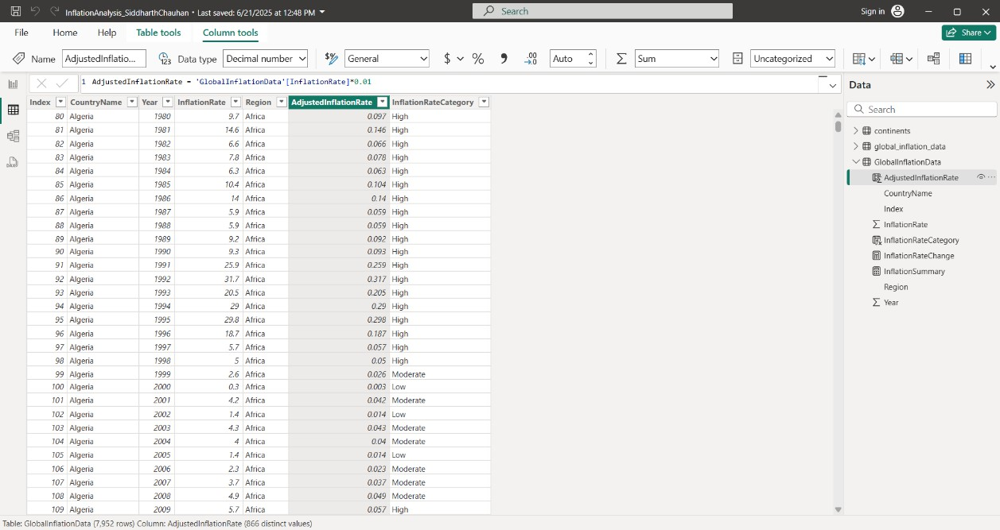 InflationAnalysis_SiddharthChauhan • Last saved: 6/21/2025 at 12:48 PM
Search
Sign in
File Home Help Table tools Column tools
Share
Name AdjustedInflatio... Data type Decimal number General $ % Auto Sum Uncategorized
1 AdjustedInflationRate = 'GlobalInflationData'[InflationRate]*0.01
Index CountryName Year InflationRate Region AdjustedInflationRate InflationRateCategory
80 Algeria 1980 9.7 Africa 0.097 High
81 Algeria 1981 14.6 Africa 0.146 High
82 Algeria 1982 6.6 Africa 0.066 High
83 Algeria 1983 7.8 Africa 0.078 High
84 Algeria 1984 6.3 Africa 0.063 High
85 Algeria 1985 10.4 Africa 0.104 High
86 Algeria 1986 14 Africa 0.14 High
87 Algeria 1987 5.9 Africa 0.059 High
88 Algeria 1988 5.9 Africa 0.059 High
89 Algeria 1989 9.2 Africa 0.092 High
90 Algeria 1990 9.3 Africa 0.093 High
91 Algeria 1991 25.9 Africa 0.259 High
92 Algeria 1992 31.7 Africa 0.317 High
93 Algeria 1993 20.5 Africa 0.205 High
94 Algeria 1994 29 Africa 0.29 High
95 Algeria 1995 29.8 Africa 0.298 High
96 Algeria 1996 18.7 Africa 0.187 High
97 Algeria 1997 5.7 Africa 0.057 High
98 Algeria 1998 5 Africa 0.05 High
99 Algeria 1999 2.6 Africa 0.026 Moderate
100 Algeria 2000 0.3 Africa 0.003 Low
101 Algeria 2001 4.2 Africa 0.042 Moderate
102 Algeria 2002 1.4 Africa 0.014 Low
103 Algeria 2003 4.3 Africa 0.043 Moderate
104 Algeria 2004 4 Africa 0.04 Moderate
105 Algeria 2005 1.4 Africa 0.014 Low
106 Algeria 2006 2.3 Africa 0.023 Moderate
107 Algeria 2007 3.7 Africa 0.037 Moderate
108 Algeria 2008 4.9 Africa 0.049 Moderate
109 Algeria 2009 5.7 Africa 0.057 High
Data
Search
continents
global_inflation_data
GlobalInflationData
AdjustedInflationRate
CountryName
Index
InflationRate
InflationRateCategory
InflationRateChange
InflationSummary
Region
Year
Table: GlobalInflationData (7,952 rows) Column: AdjustedInflationRate (866 distinct values)